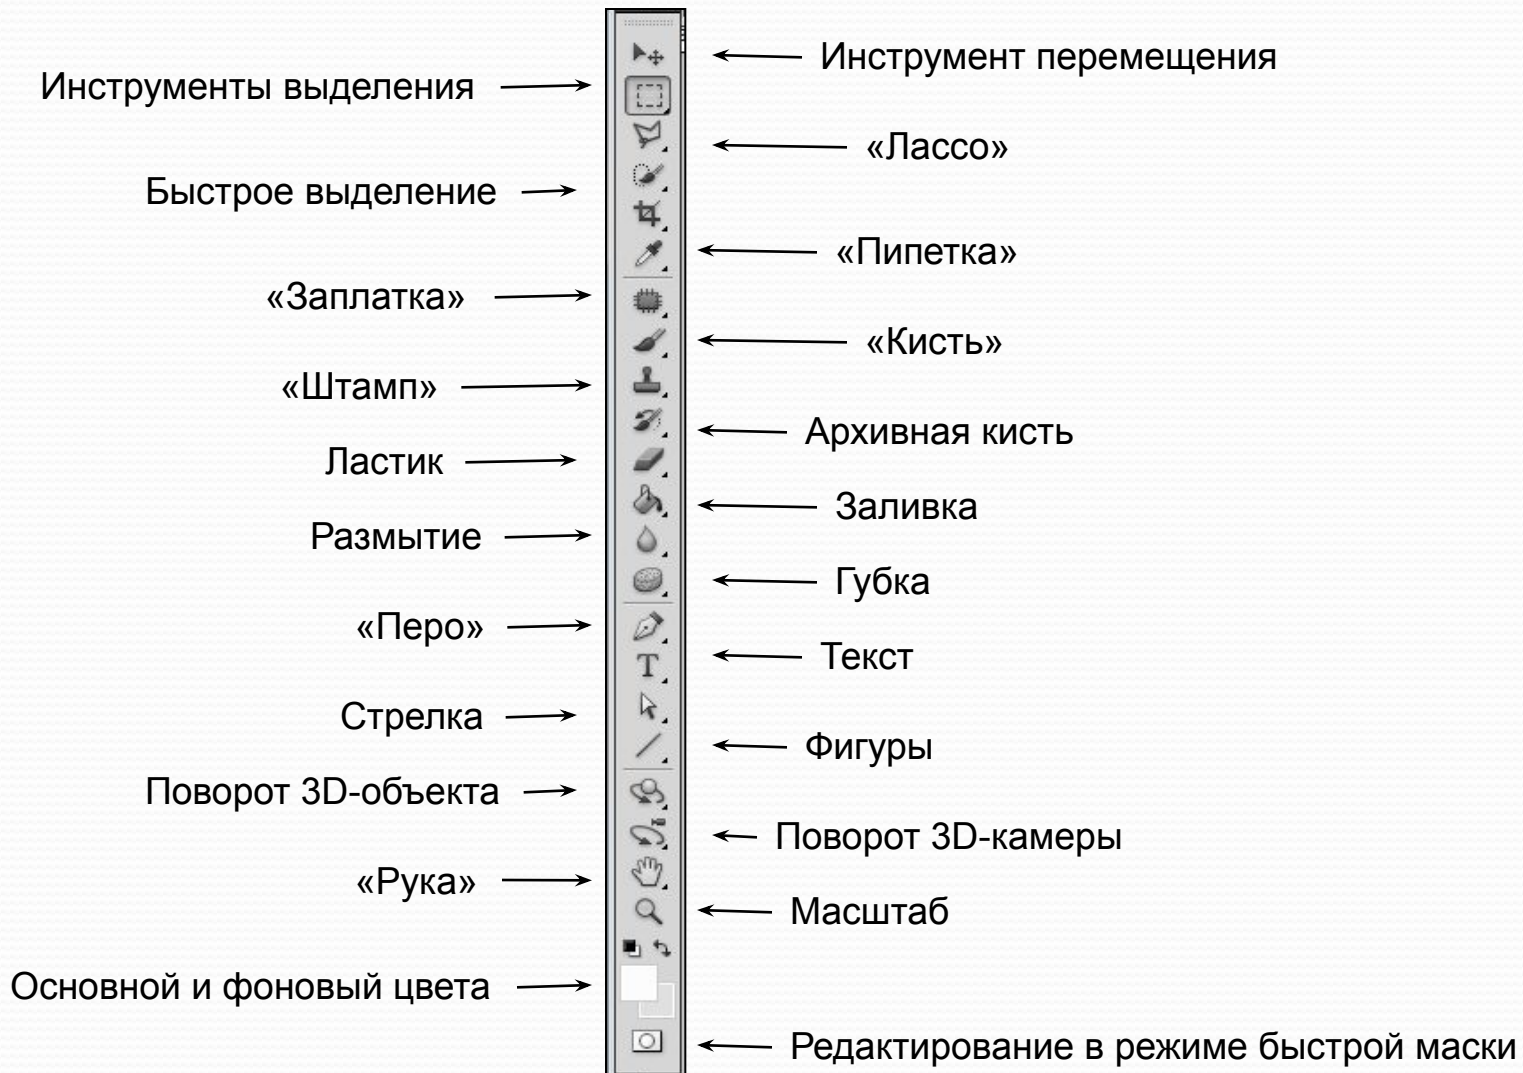 Инструмент перемещения
Инструменты выделения
«Лассо»
Быстрое выделение
«Пипетка»
«Заплатка»
«Кисть»
«Штамп»
Архивная кисть
Ластик
Заливка
Размытие
Губка
«Перо»
Текст
T
Стрелка
Фигуры
Поворот 3D-объекта
Поворот 3D-камеры
«Рука»
Масштаб
Основной и фоновый цвета
Редактирование в режиме быстрой маски